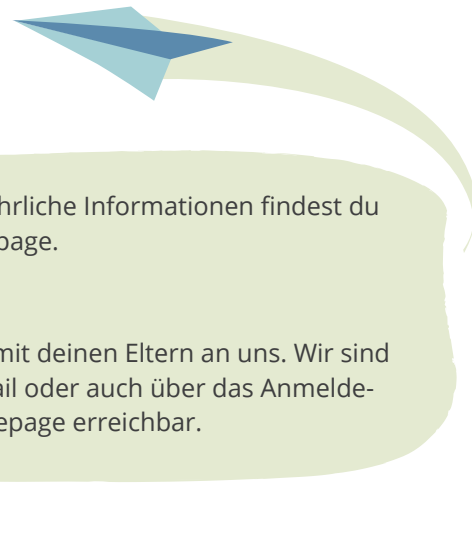 hrliche Informationen findest du
page.
mit deinen Eltern an uns. Wir sind
ail oder auch über das Anmelde-
epage erreichbar.